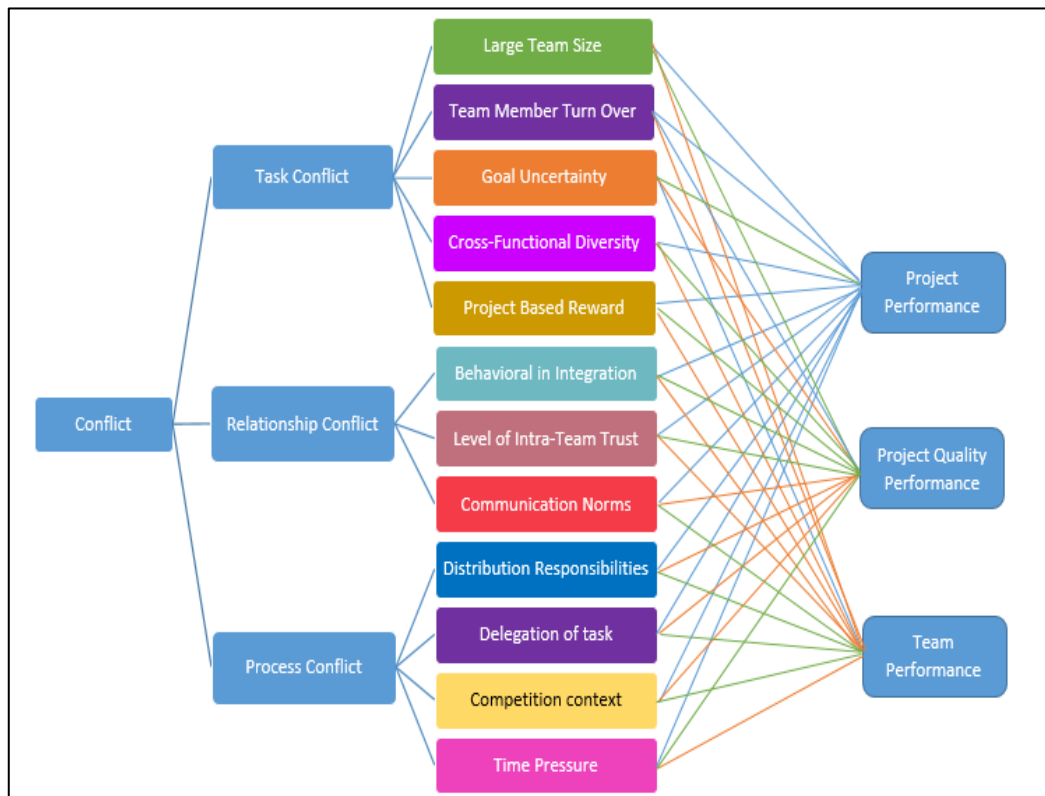 Large Team Size
Team Member Turn Over
Task Conflict
Goal Uncertainty
Cross-Functional Diversity
Project Based Reward
Project
Performance
Behavioral in Integration
Conflict
Relationship Conflict
Level of Intra-Team Trust
Project Quality
Performance
Communication Norms
Distribution Responsibilities
Delegation of task
Process Conflict
Team
Performance
Competition context
Time Pressure